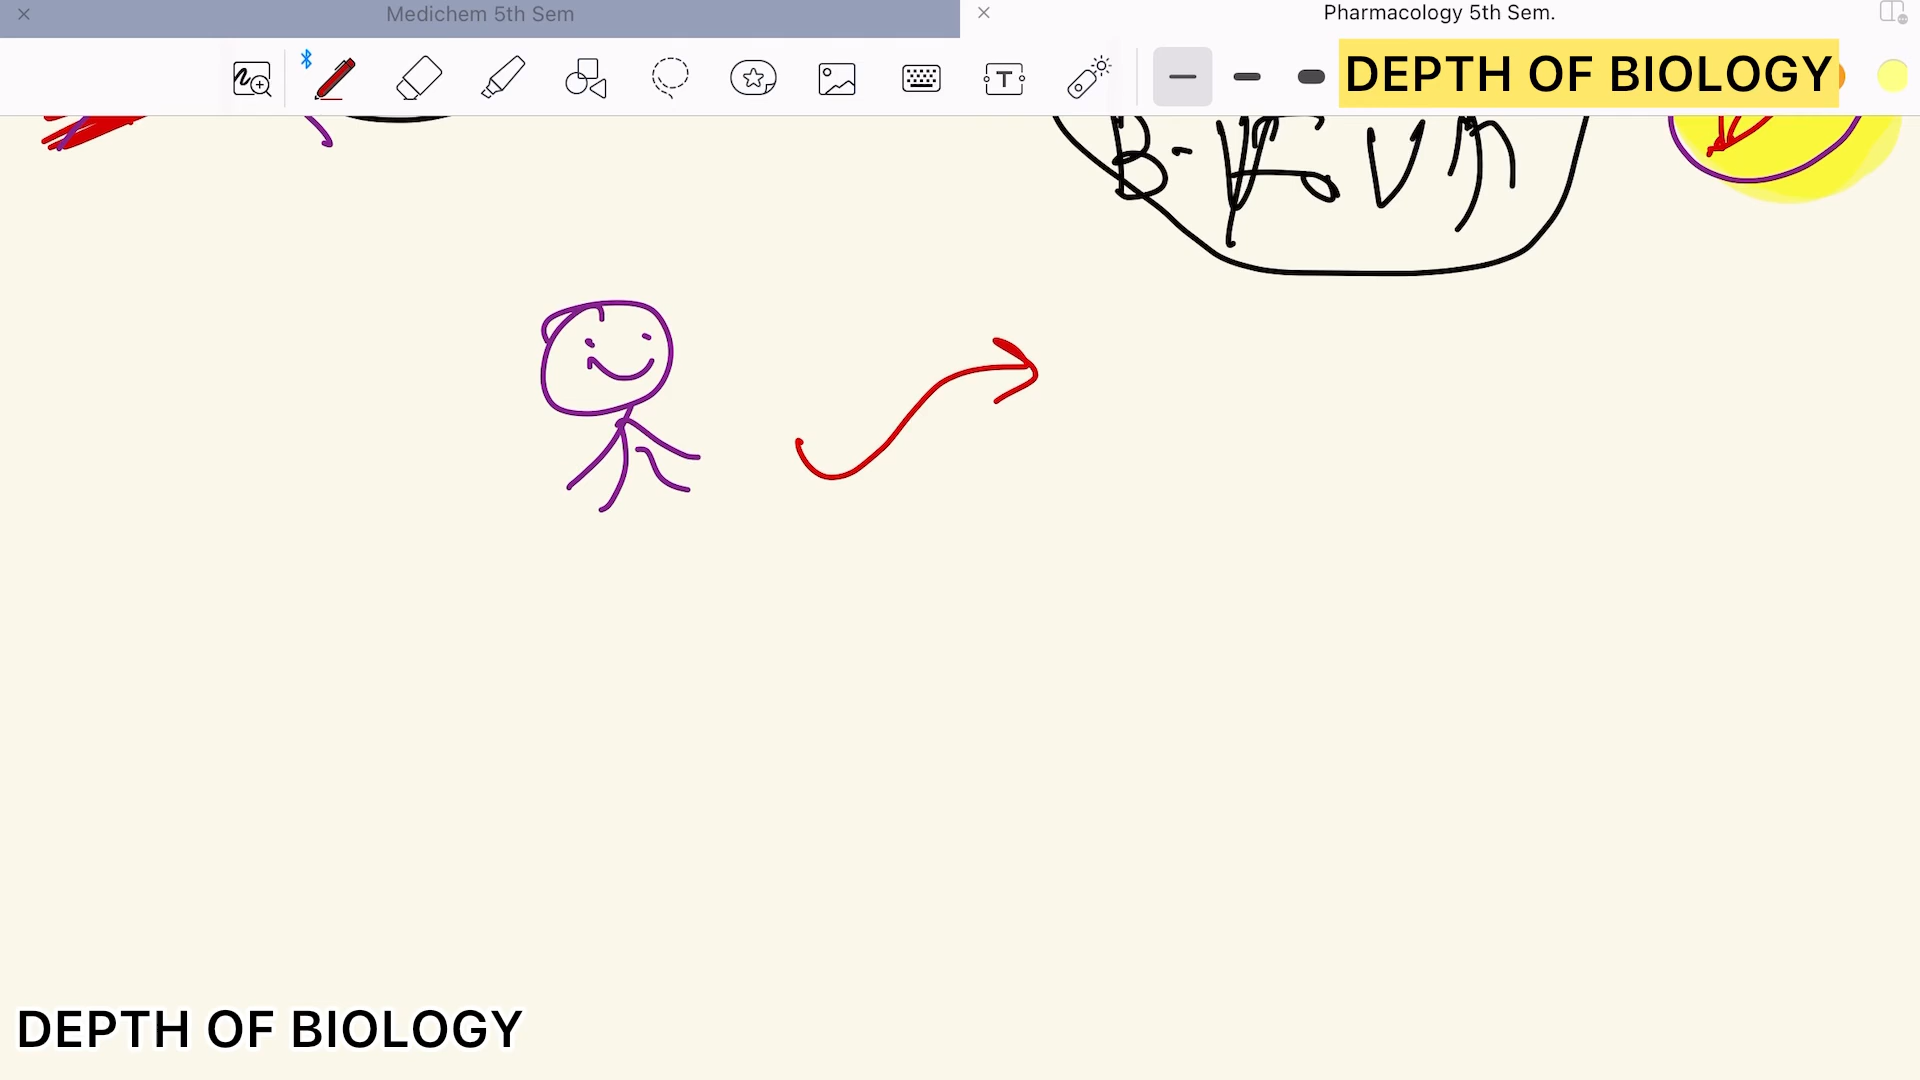 Medichem 5th Sem
Pharmacology 5th Sem.
DEPTH OF BIOLOGY
DEPTH OF BIOLOGY